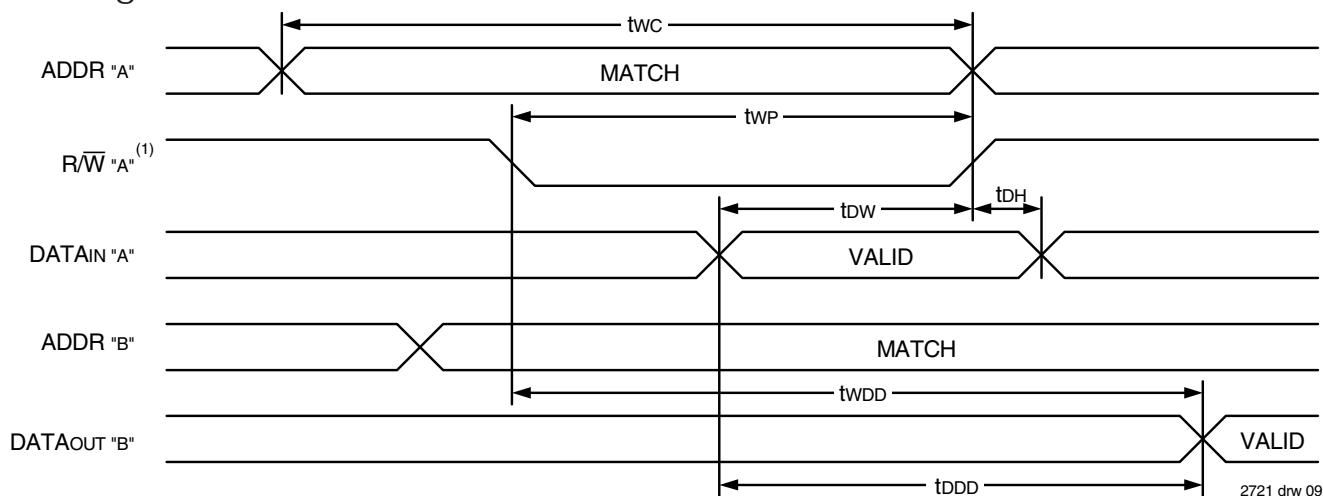 tWC
ADDR "A"
MATCH
tWP
R/W̅ "A"(1)
tDW
tDH
DATAIN "A"
VALID
ADDR "B"
MATCH
tWDD
DATAOUT "B"
VALID
tDDD
2721 drw 09